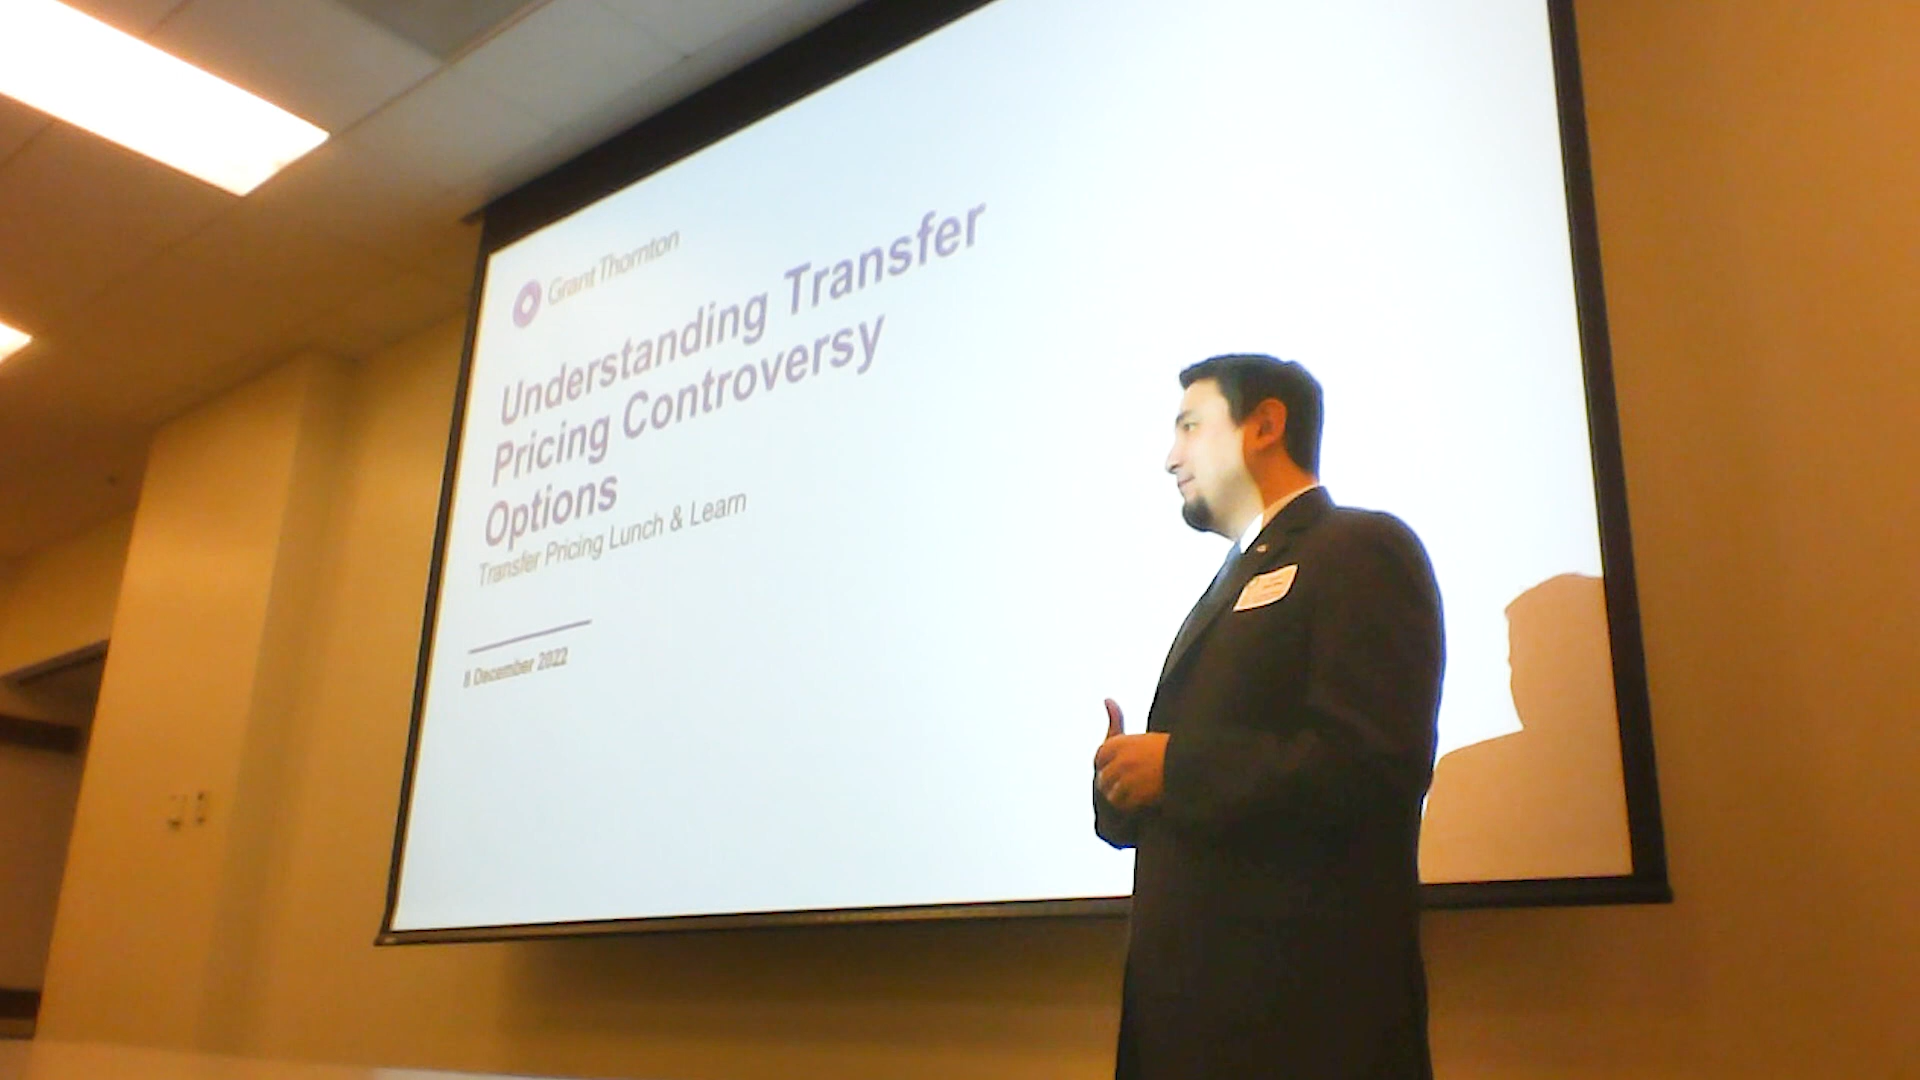 Grant Thornton
Understanding Transfer
Pricing Controversy
Options
Transfer Pricing Lunch & Learn
8 December 2022